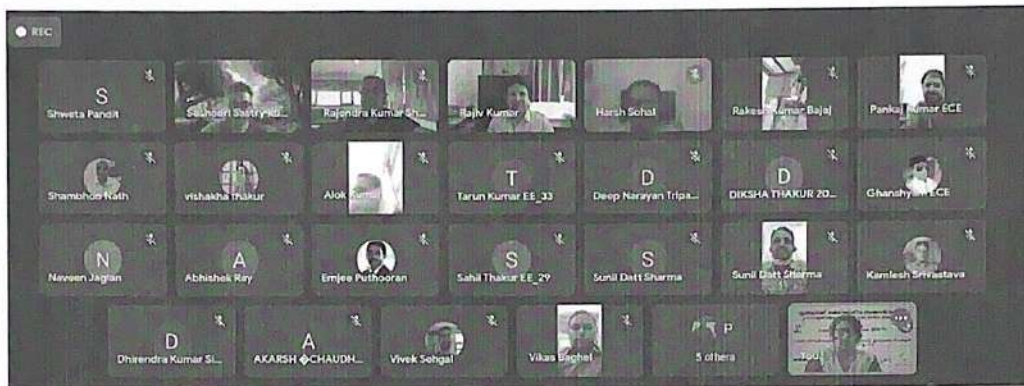 REC
S
Shweta Pandit
Rajendra Kumar Sh...
Rajiv Kumar
Harsh Sohal
Rakesh Kumar Bajaj
Pankaj Kumar ECE
Shambhon Nath
vishakha thakur
Alok Kumar
T
Tarun Kumar EE_33
D
Deep Narayan Tripa...
D
DIKSHA THAKUR 20...
Ghanshyam ECE
N
Naveen Jaglan
A
Abhishek Ray
Emjee Puthooran
S
Sahil Thakur EE_29
S
Sunil Datt Sharma
Sunil Datt Sharma
Kamlesh Srivastava
D
Dhirendra Kumar Si...
A
AKARSH �CHAUDH...
Vivek Sehgal
Vikas Baghel
P
5 others
You